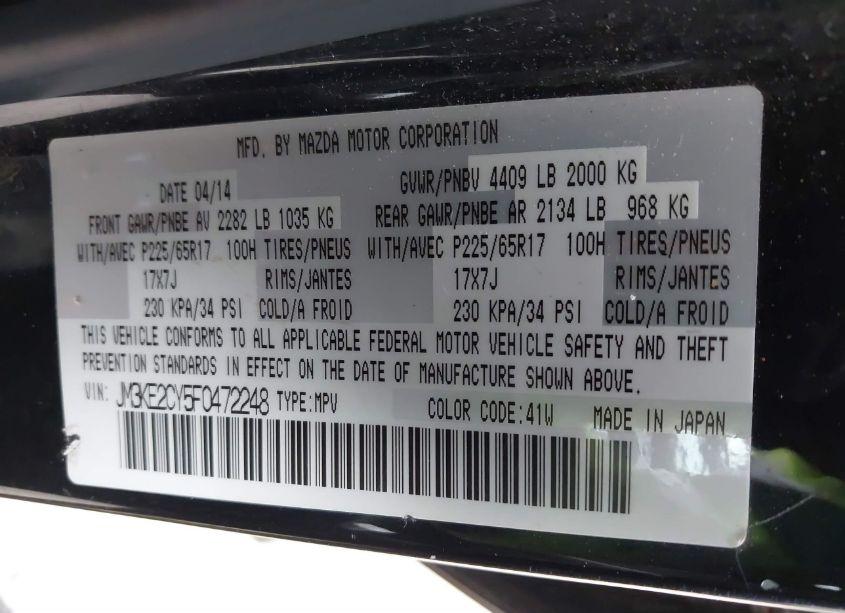 MFD. BY MAZDA MOTOR CORPORATION
DATE 04/14 GVWR/PNBV 4409 LB 2000 KG
FRONT GAWR/PNBE AV 2282 LB 1035 KG REAR GAWR/PNBE AR 2134 LB 968 KG
WITH/AVEC P225/65R17 100H TIRES/PNEUS WITH/AVEC P225/65R17 100H TIRES/PNEUS
17X7J RIMS/JANTES 17X7J RIMS/JANTES
230 KPA/34 PSI COLD/A FROID 230 KPA/34 PSI COLD/A FROID
THIS VEHICLE CONFORMS TO ALL APPLICABLE FEDERAL MOTOR VEHICLE SAFETY AND THEFT
PREVENTION STANDARDS IN EFFECT ON THE DATE OF MANUFACTURE SHOWN ABOVE.
VIN: JM3KE2CY5F0472248 TYPE:MPV COLOR CODE:41W MADE IN JAPAN